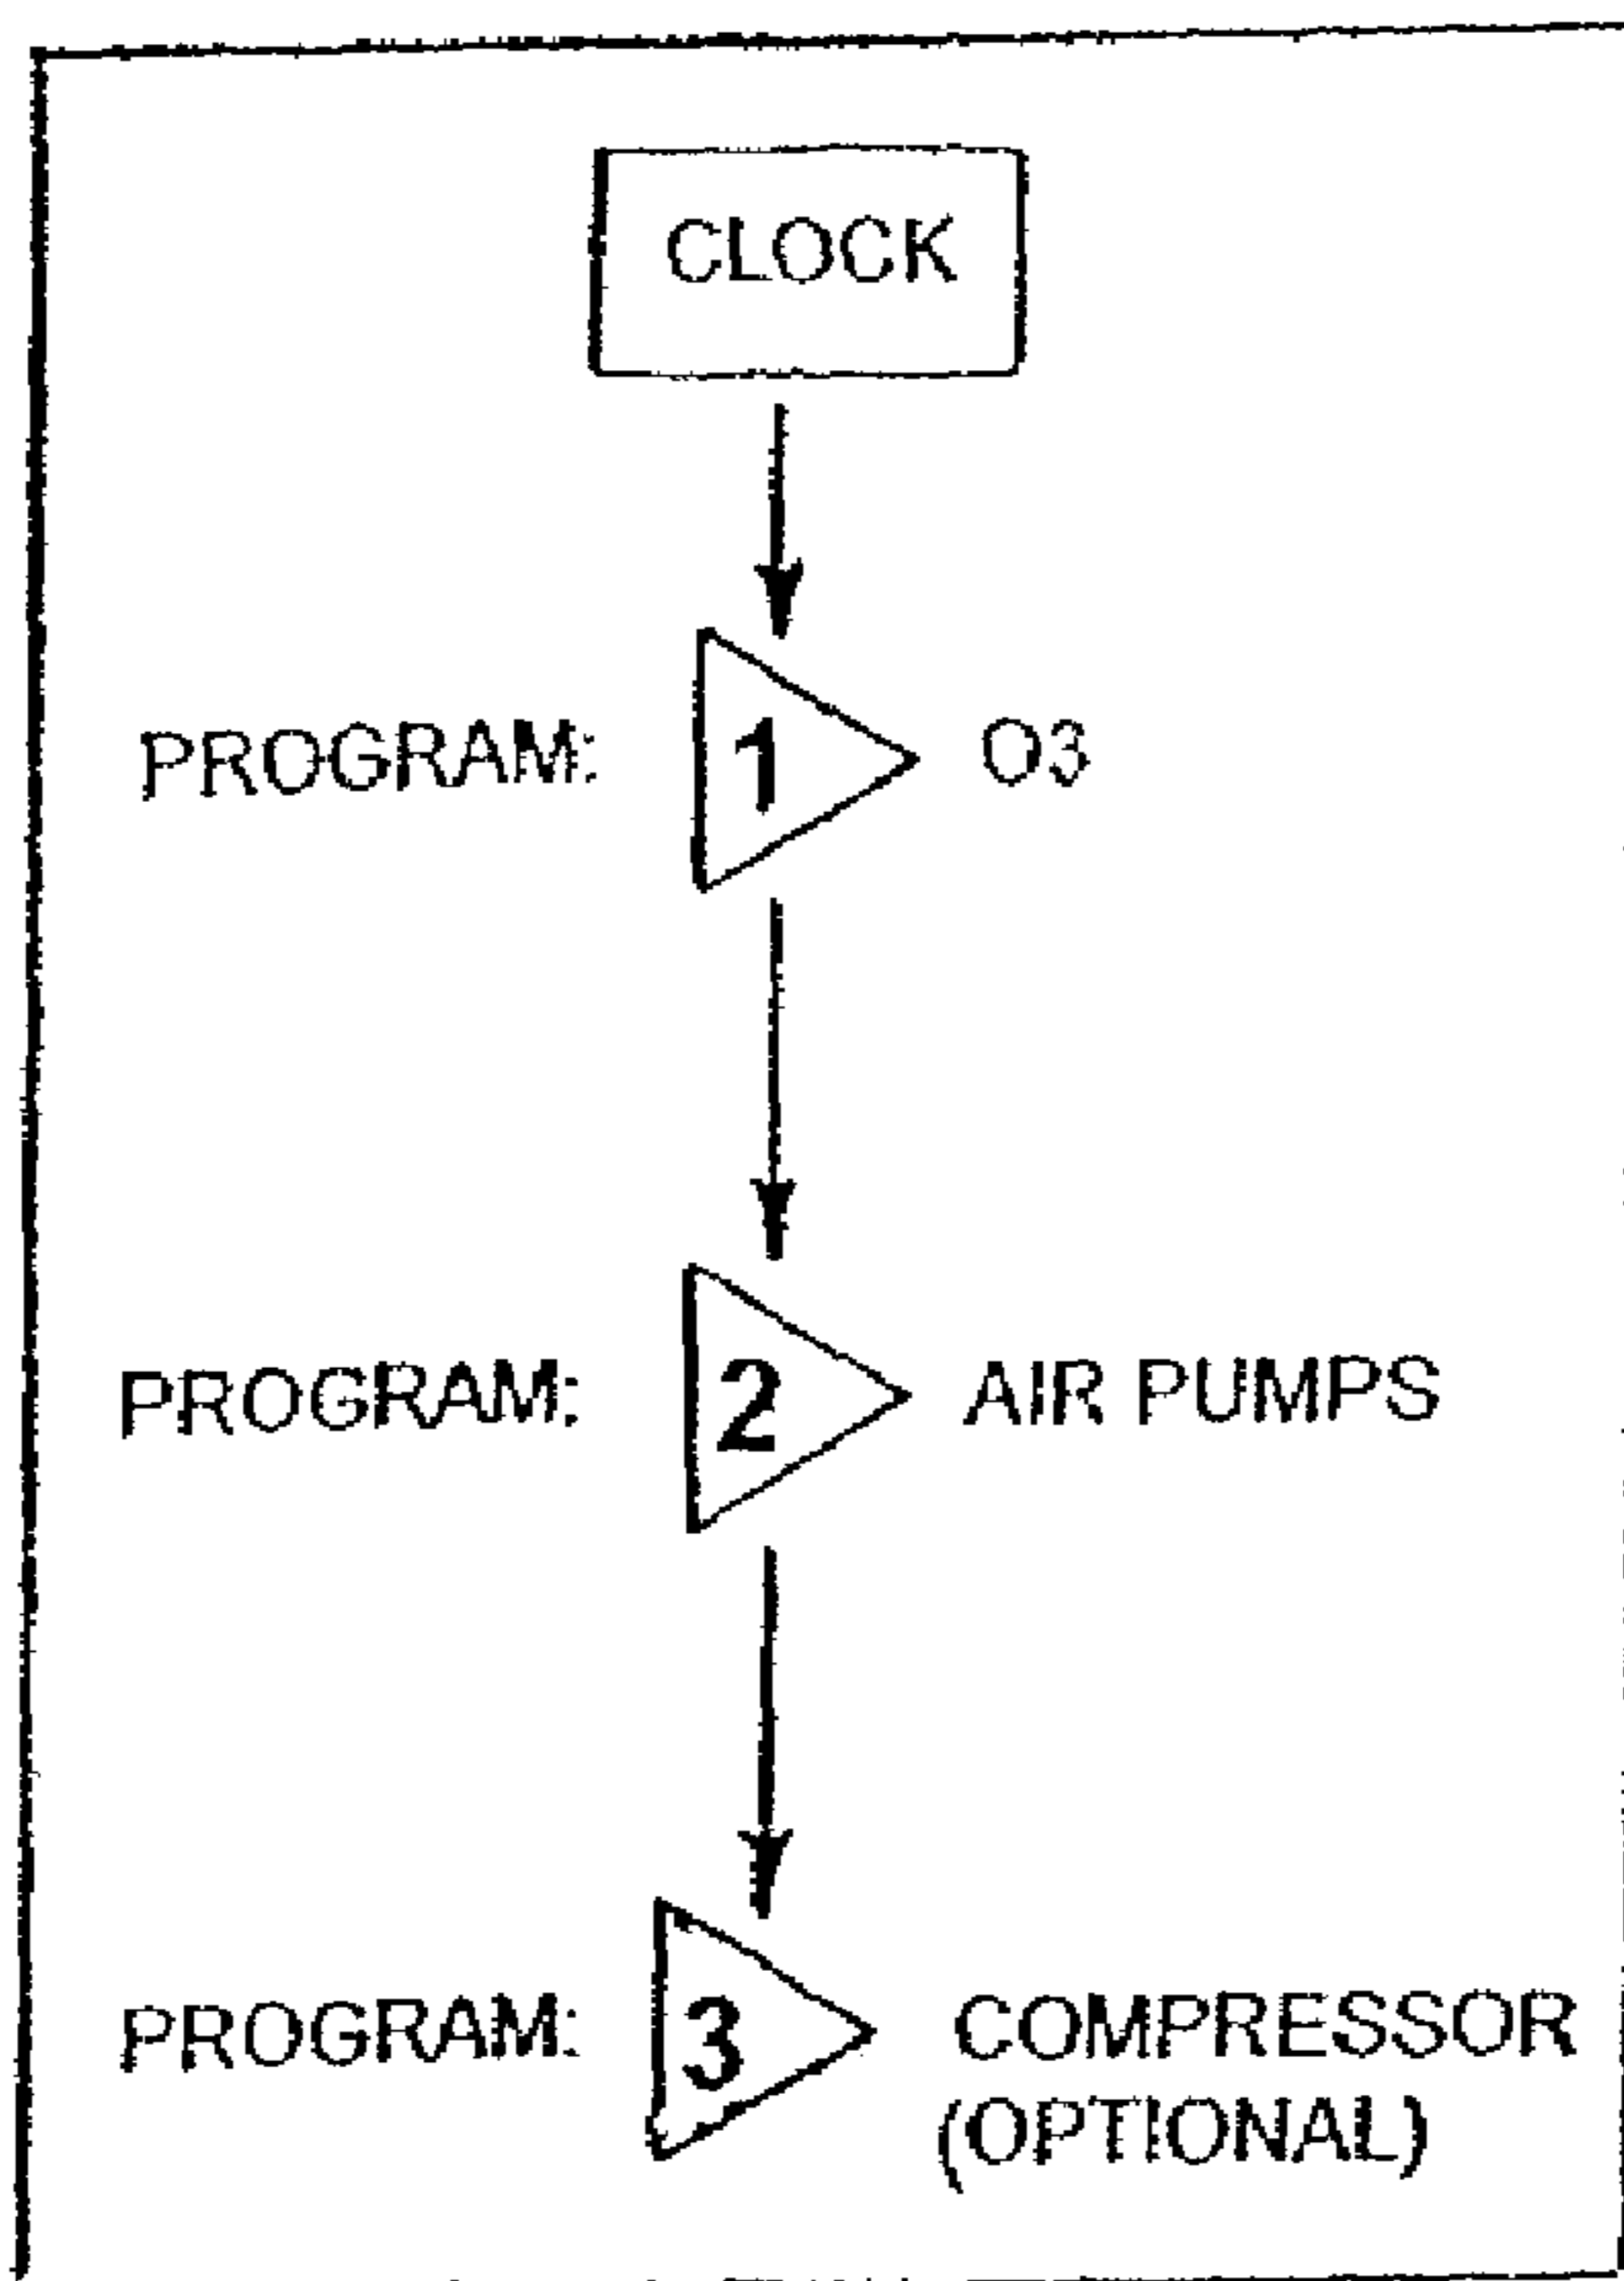 CLOCK
PROGRAM: 1 O3
PROGRAM: 2 AIR PUMPS
PROGRAM: 3 COMPRESSOR
(OPTIONAL)